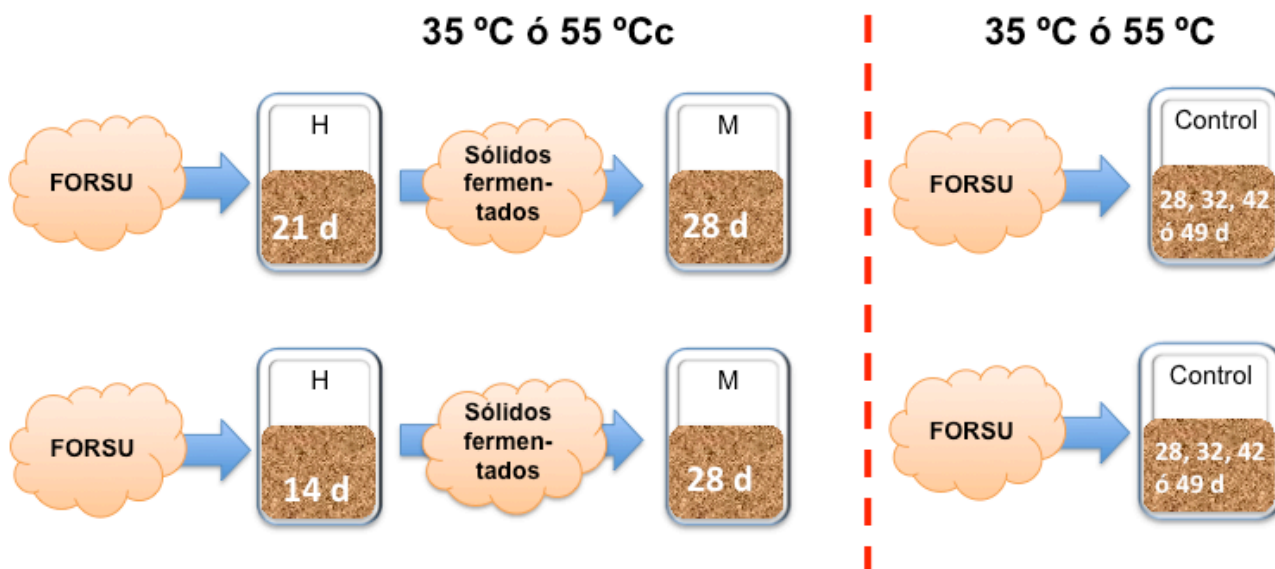 35 ºC ó 55 ºCc
35 ºC ó 55 ºC
FORSU
H
21 d
Sólidos
fermen-
tados
M
28 d
FORSU
Control
28, 32, 42
ó 49 d
FORSU
H
14 d
Sólidos
fermen-
tados
M
28 d
FORSU
Control
28, 32, 42
ó 49 d